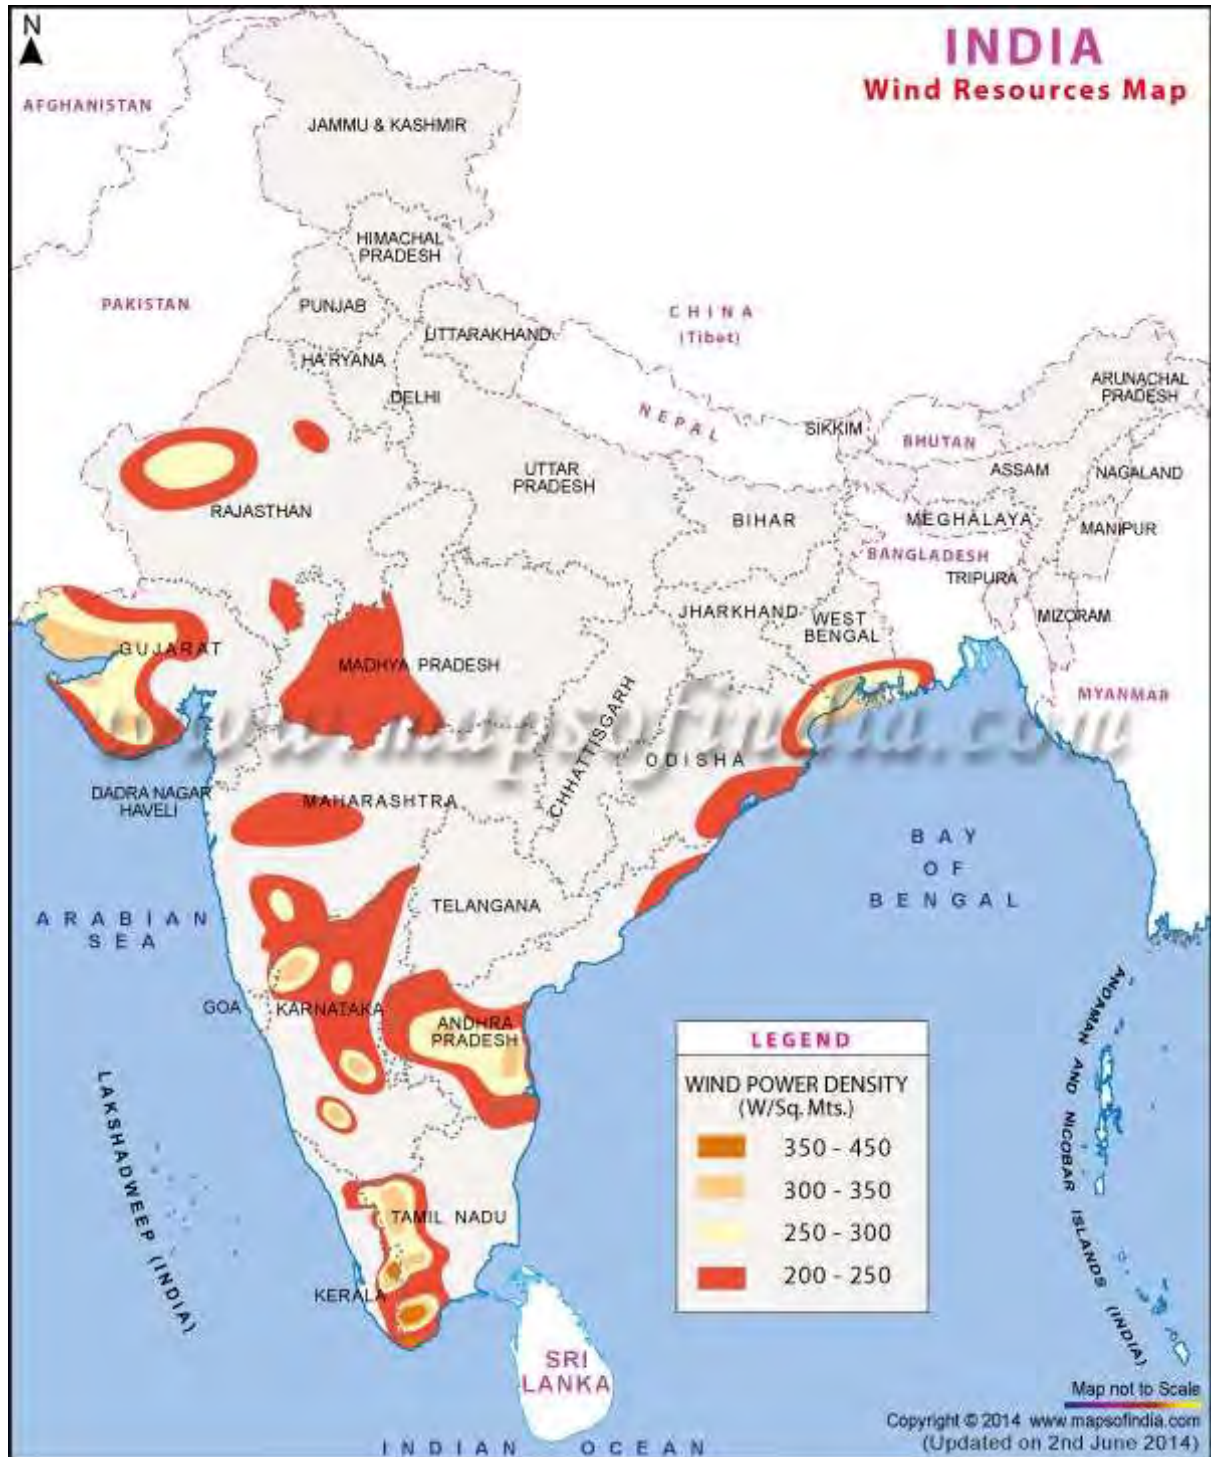 N
INDIA
Wind Resources Map
AFGHANISTAN
JAMMU & KASHMIR
HIMACHAL
PRADESH
PAKISTAN
PUNJAB
CHINA
(Tibet)
UTTARAKHAND
HARYANA
DELHI
ARUNACHAL
PRADESH
NEPAL
SIKKIM
BHUTAN
UTTAR
PRADESH
ASSAM
NAGALAND
RAJASTHAN
BIHAR
MEGHALAYA
MANIPUR
BANGLADESH
TRIPURA
JHARKHAND
WEST
BENGAL
MIZORAM
GUJARAT
MADHYA PRADESH
MYANMAR
CHHATTISGARH
www.mapsofindia.com
ODISHA
DADRA NAGAR
HAVELI
MAHARASHTRA
BAY
OF
BENGAL
TELANGANA
ARABIAN
SEA
GOA
KARNATAKA
ANDHRA
PRADESH
ANDAMAN AND NICOBAR ISLANDS (INDIA)
LAKSHADWEEP (INDIA)
LEGEND
WIND POWER DENSITY
(W/Sq. Mts.)
350 - 450
300 - 350
250 - 300
200 - 250
TAMIL NADU
KERALA
SRI
LANKA
INDIAN OCEAN
Map not to Scale
Copyright © 2014 www.mapsofindia.com
(Updated on 2nd June 2014)